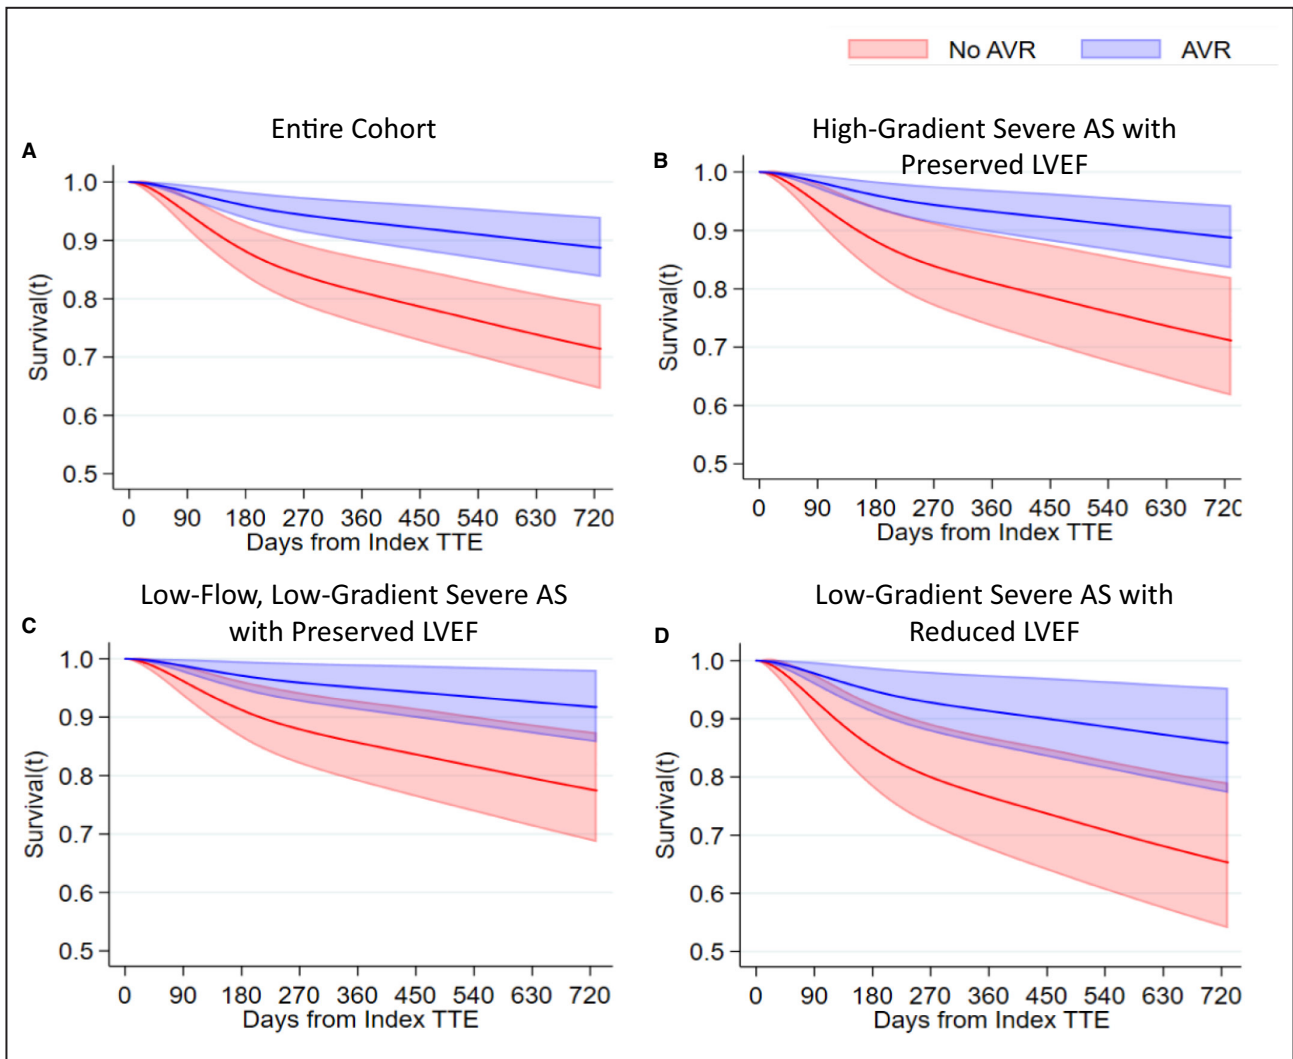 No AVR AVR
Entire Cohort
A
1.0
0.9
0.8
0.7
0.6
0.5
Survival(t)
0 90 180 270 360 450 540 630 720
Days from Index TTE
High-Gradient Severe AS with
Preserved LVEF
B
1.0
0.9
0.8
0.7
0.6
0.5
Survival(t)
0 90 180 270 360 450 540 630 720
Days from Index TTE
Low-Flow, Low-Gradient Severe AS
with Preserved LVEF
C
1.0
0.9
0.8
0.7
0.6
0.5
Survival(t)
0 90 180 270 360 450 540 630 720
Days from Index TTE
Low-Gradient Severe AS with
Reduced LVEF
D
1.0
0.9
0.8
0.7
0.6
0.5
Survival(t)
0 90 180 270 360 450 540 630 720
Days from Index TTE